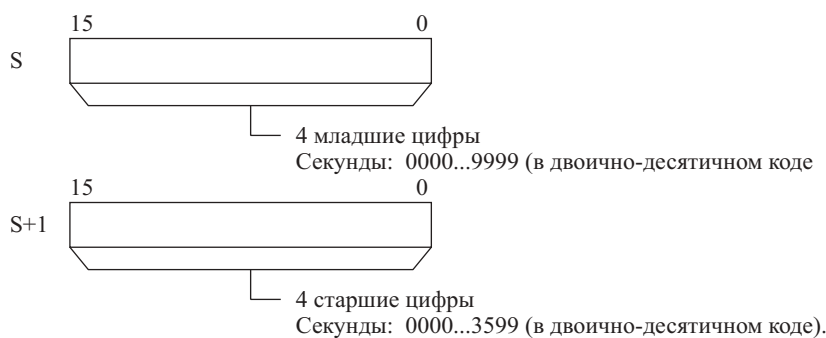 15 0
S
4 младшие цифры
Секунды: 0000...9999 (в двоично-десятичном коде
15 0
S+1
4 старшие цифры
Секунды: 0000...3599 (в двоично-десятичном коде).